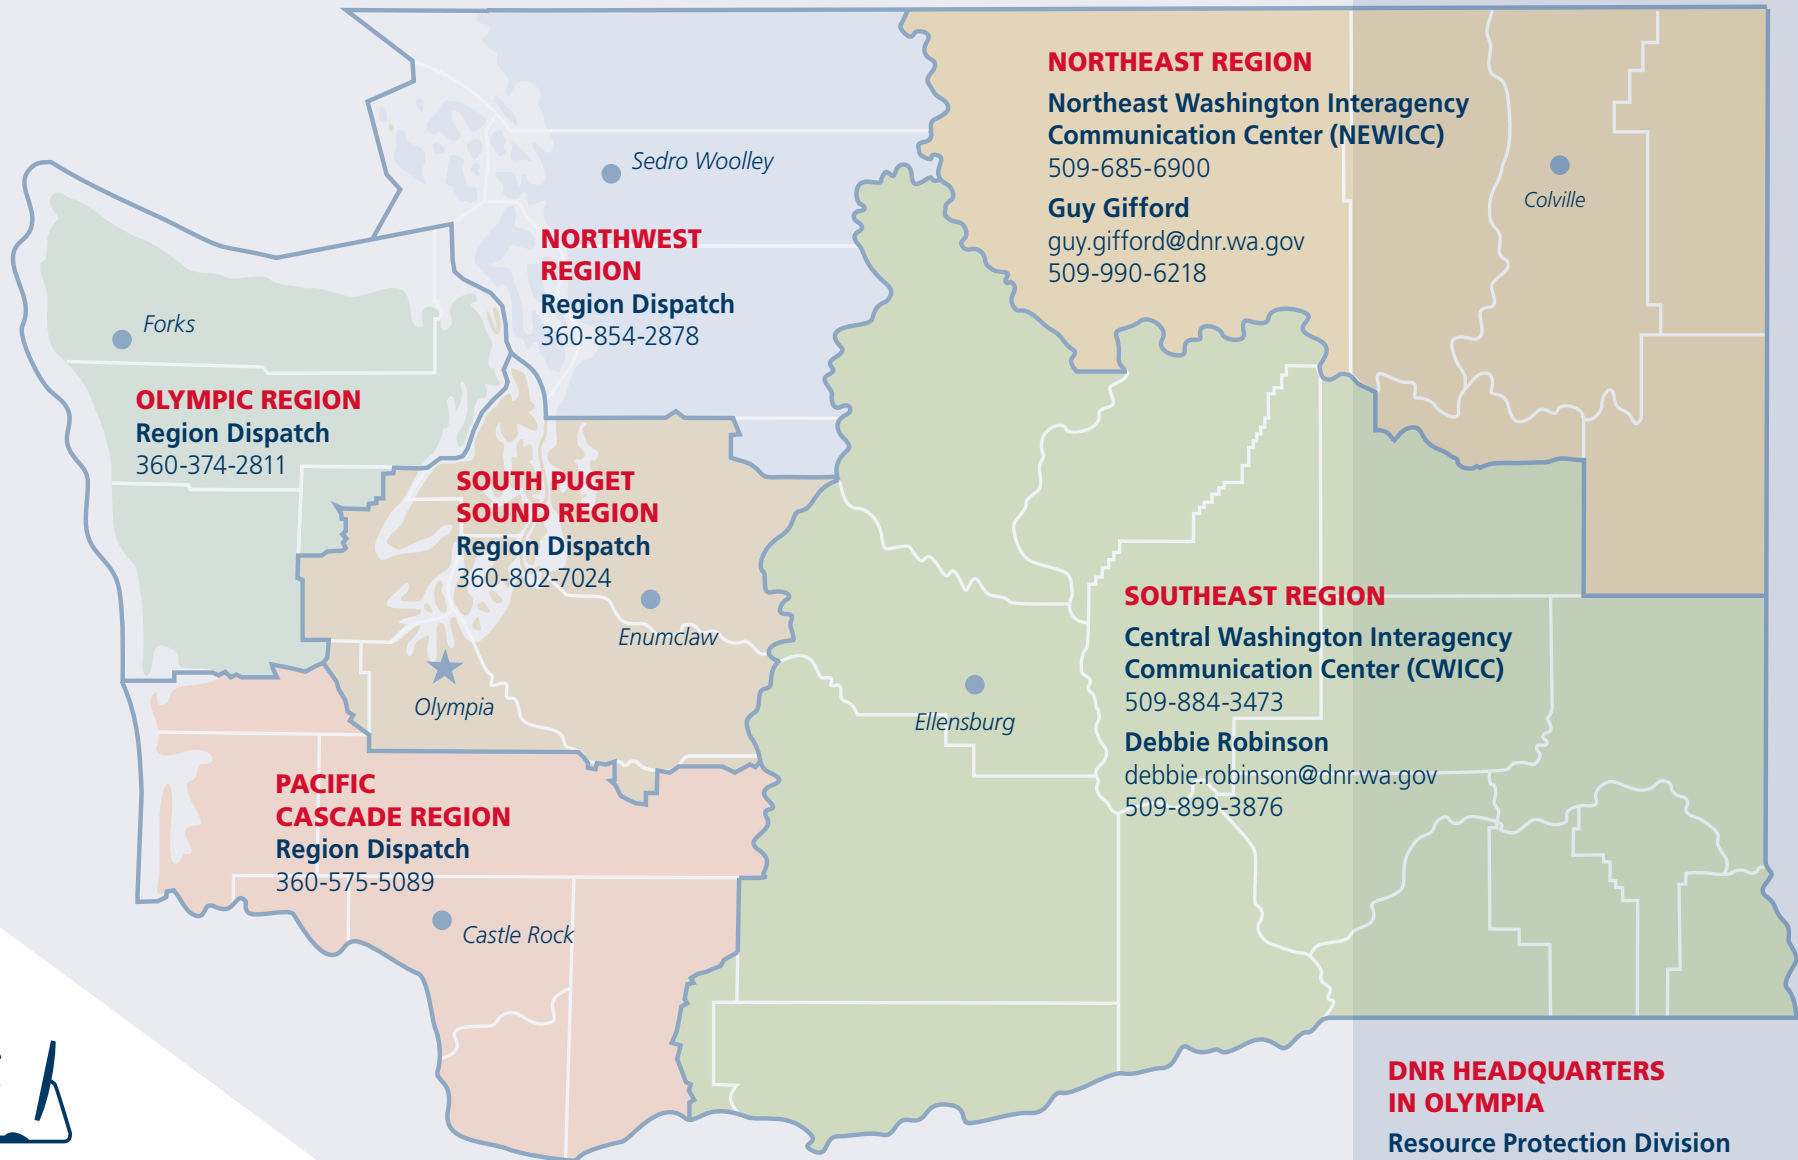 NORTHEAST REGION
Northeast Washington Interagency
Communication Center (NEWICC)
509-685-6900
Guy Gifford
guy.gifford@dnr.wa.gov
509-990-6218
Colville
Sedro Woolley
NORTHWEST
REGION
Region Dispatch
360-854-2878
Forks
OLYMPIC REGION
Region Dispatch
360-374-2811
SOUTH PUGET
SOUND REGION
Region Dispatch
360-802-7024
Enumclaw
Olympia
SOUTHEAST REGION
Central Washington Interagency
Communication Center (CWICC)
509-884-3473
Debbie Robinson
debbie.robinson@dnr.wa.gov
509-899-3876
Ellensburg
PACIFIC
CASCADE REGION
Region Dispatch
360-575-5089
Castle Rock
DNR HEADQUARTERS
IN OLYMPIA
Resource Protection Division